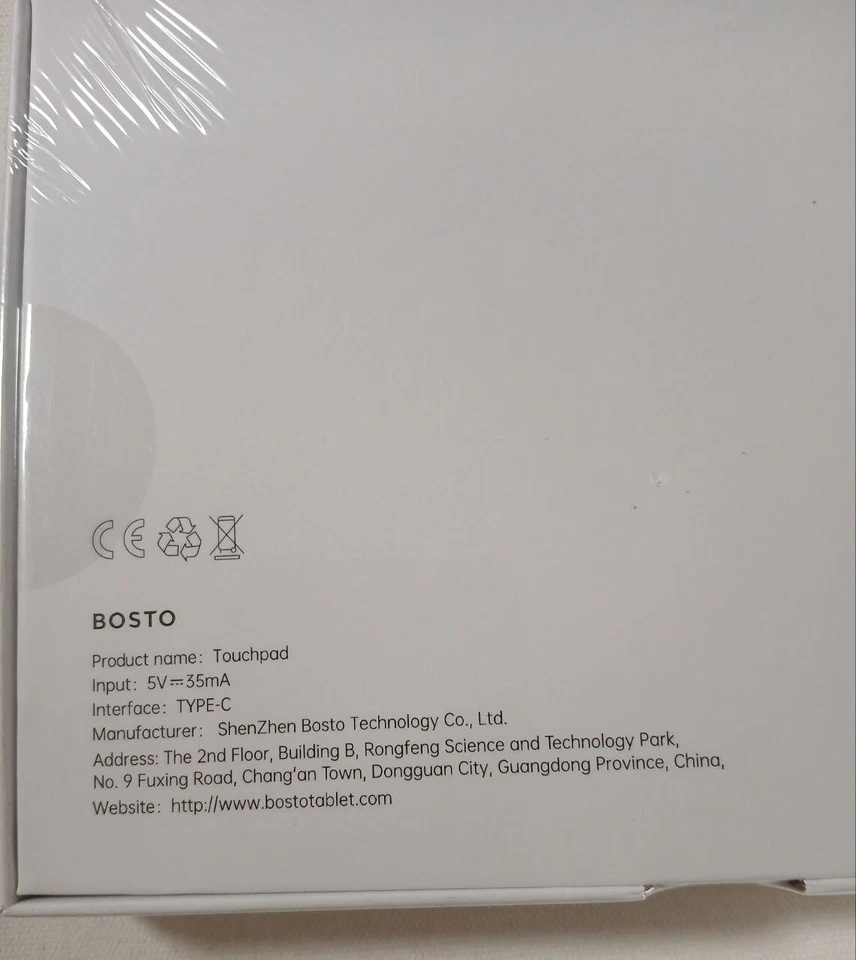 CE
BOSTO
Product name: Touchpad
Input: 5V⎓35mA
Interface: TYPE-C
Manufacturer: ShenZhen Bosto Technology Co., Ltd.
Address: The 2nd Floor, Building B, Rongfeng Science and Technology Park,
No. 9 Fuxing Road, Chang'an Town, Dongguan City, Guangdong Province, China,
Website: http://www.bostotablet.com